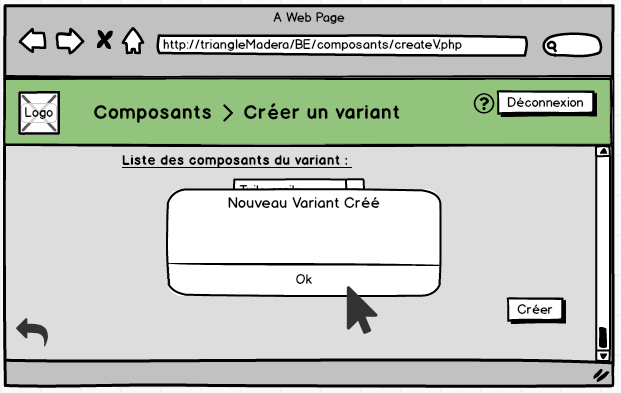 A Web Page
http://triangleMadera/BE/composants/createV.php
Logo
Composants > Créer un variant
?
Déconnexion
Liste des composants du variant :
Nouveau Variant Créé
Ok
Créer